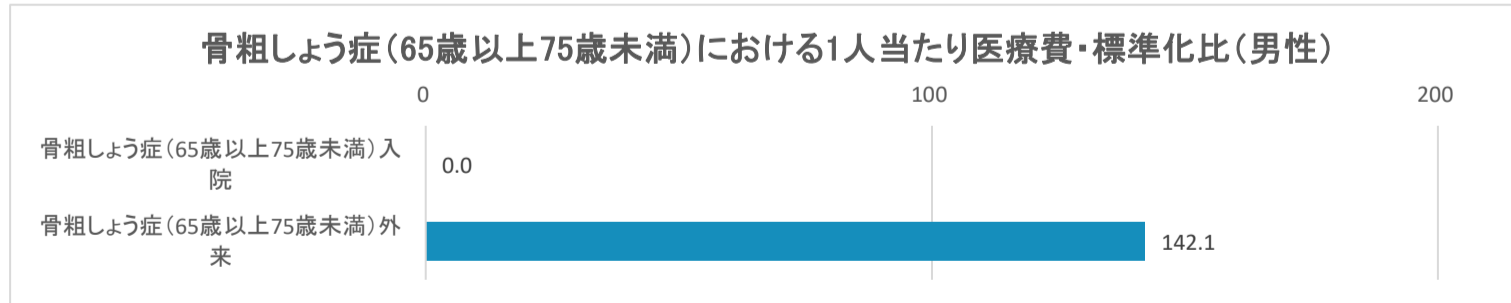 骨粗しょう症(65歳以上75歳未満)における1人当たり医療費・標準化比(男性)
0 100 200
骨粗しょう症(65歳以上75歳未満)入
院
0.0
骨粗しょう症(65歳以上75歳未満)外
来
142.1